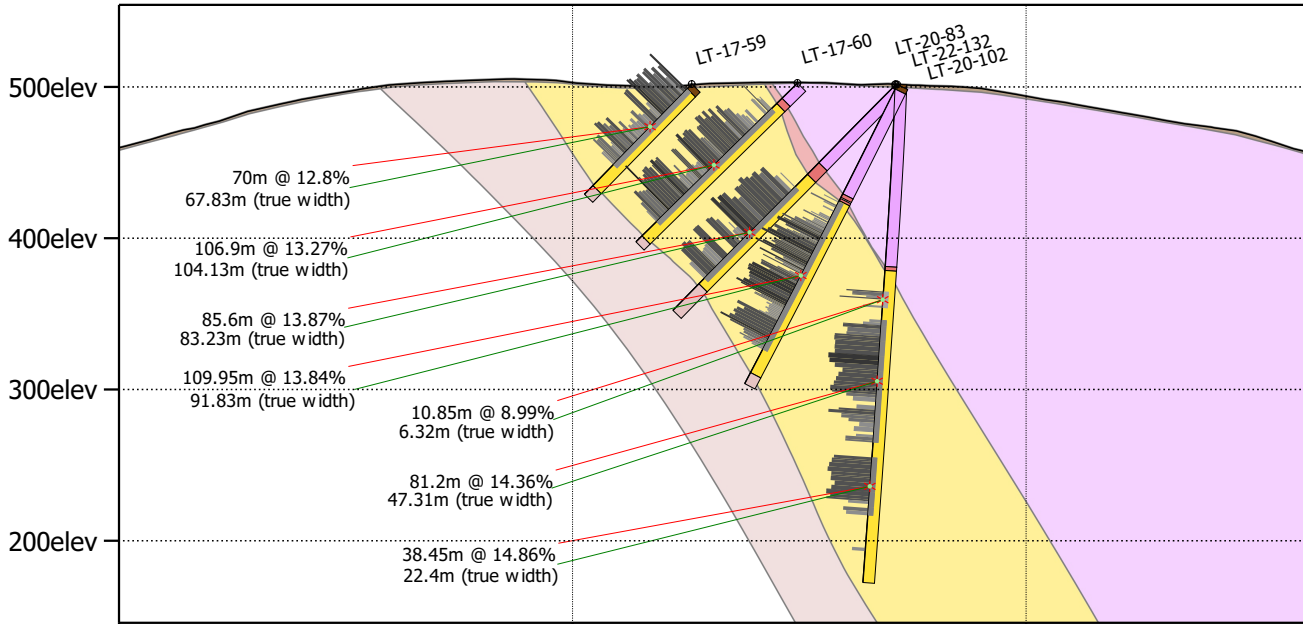 LT-17-59
LT-17-60
LT-20-83
LT-22-132
LT-20-102
500elev
400elev
300elev
200elev
70m @ 12.8%
67.83m (true width)
106.9m @ 13.27%
104.13m (true width)
85.6m @ 13.87%
83.23m (true width)
109.95m @ 13.84%
91.83m (true width)
10.85m @ 8.99%
6.32m (true width)
81.2m @ 14.36%
47.31m (true width)
38.45m @ 14.86%
22.4m (true width)